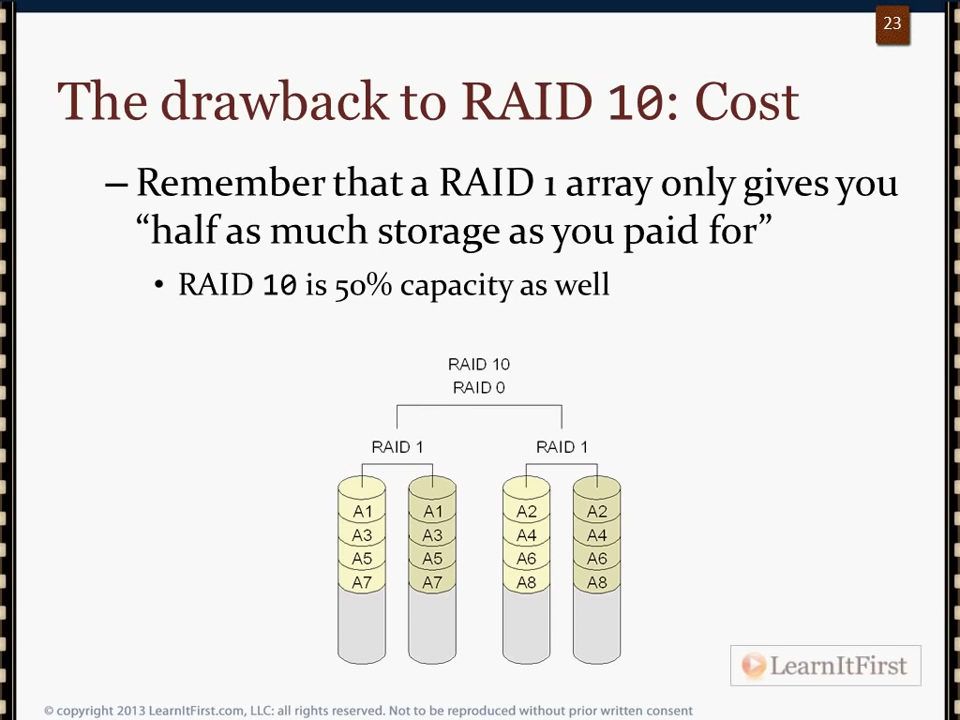 23
The drawback to RAID 10: Cost
– Remember that a RAID 1 array only gives you
“half as much storage as you paid for”
• RAID 10 is 50% capacity as well
RAID 10
RAID 0
RAID 1 RAID 1
A1 A1 A2 A2
A3 A3 A4 A4
A5 A5 A6 A6
A7 A7 A8 A8
LearnItFirst
© copyright 2013 LearnItFirst.com, LLC: all rights reserved. Not to be reproduced without prior written consent